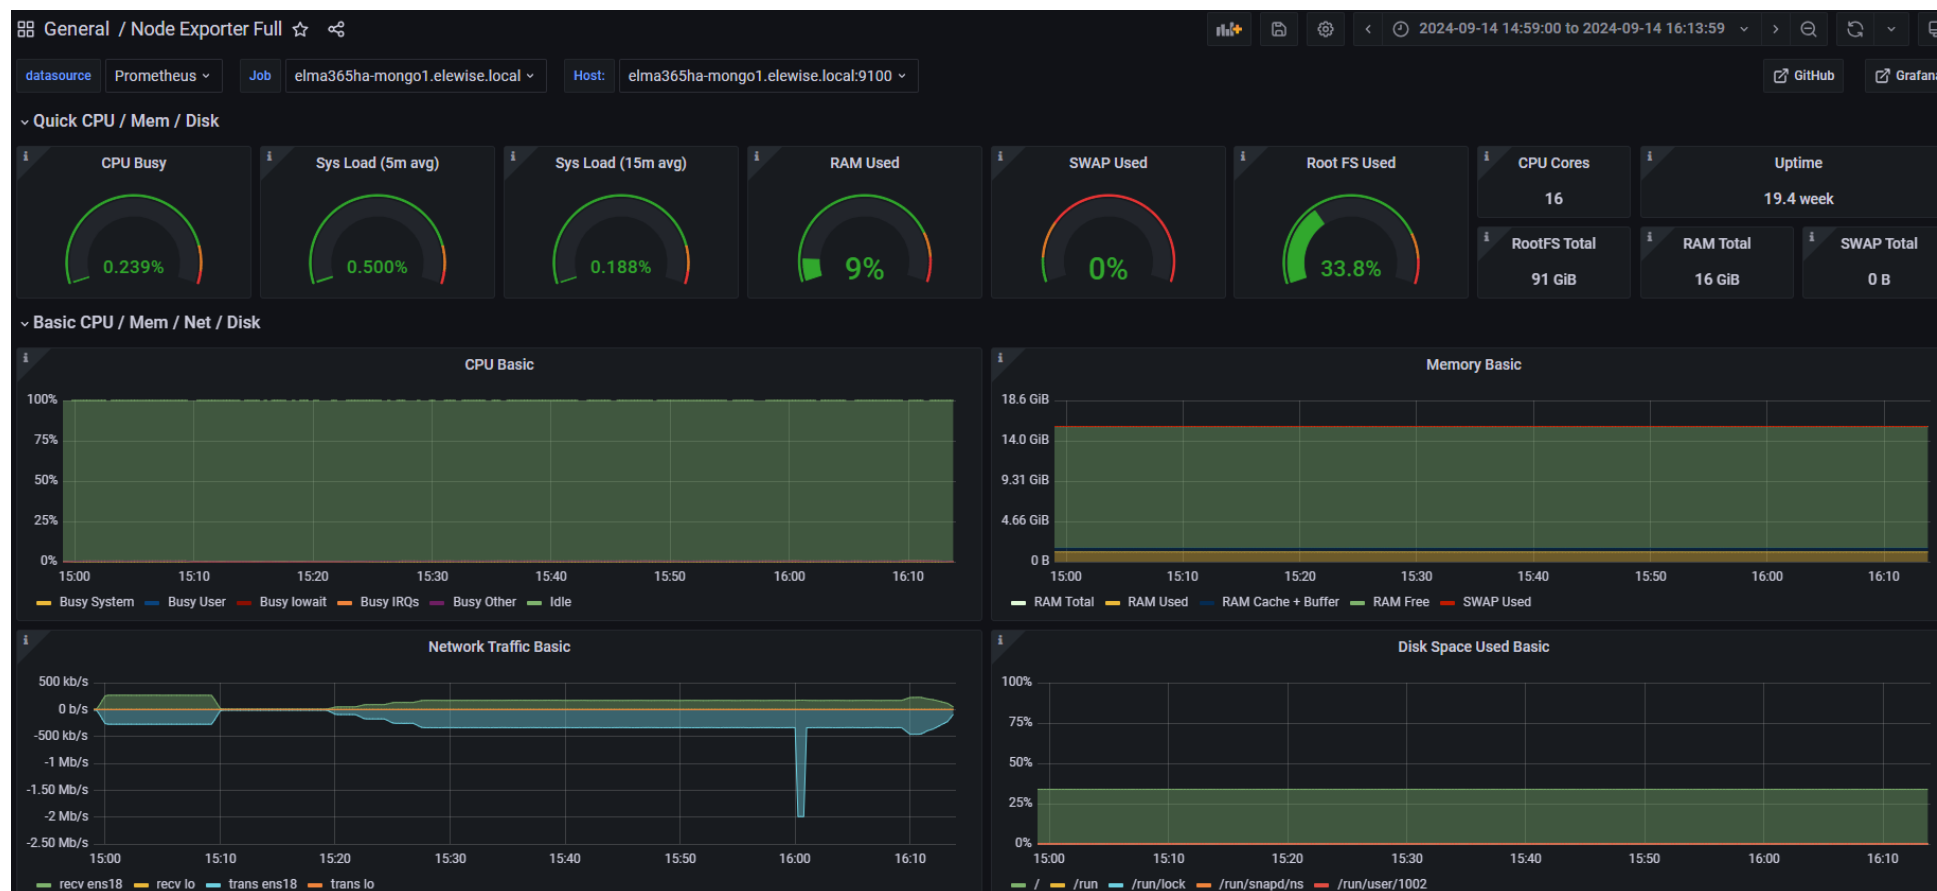 General / Node Exporter Full
2024-09-14 14:59:00 to 2024-09-14 16:13:59
datasource Prometheus Job elma365ha-mongo1.elewise.local Host: elma365ha-mongo1.elewise.local:9100 GitHub Grafana
Quick CPU / Mem / Disk
CPU Busy
0.239%
Sys Load (5m avg)
0.500%
Sys Load (15m avg)
0.188%
RAM Used
9%
SWAP Used
0%
Root FS Used
33.8%
CPU Cores
16
Uptime
19.4 week
RootFS Total
91 GiB
RAM Total
16 GiB
SWAP Total
0 B
Basic CPU / Mem / Net / Disk
CPU Basic
100%
75%
50%
25%
0%
15:00 15:10 15:20 15:30 15:40 15:50 16:00 16:10
Busy System Busy User Busy Iowait Busy IRQs Busy Other Idle
Memory Basic
18.6 GiB
14.0 GiB
9.31 GiB
4.66 GiB
0 B
15:00 15:10 15:20 15:30 15:40 15:50 16:00 16:10
RAM Total RAM Used RAM Cache + Buffer RAM Free SWAP Used
Network Traffic Basic
500 kb/s
0 b/s
-500 kb/s
-1 Mb/s
-1.50 Mb/s
-2 Mb/s
-2.50 Mb/s
15:00 15:10 15:20 15:30 15:40 15:50 16:00 16:10
recv ens18 recv lo trans ens18 trans lo
Disk Space Used Basic
100%
75%
50%
25%
0%
15:00 15:10 15:20 15:30 15:40 15:50 16:00 16:10
/ /run /run/lock /run/snapd/ns /run/user/1002